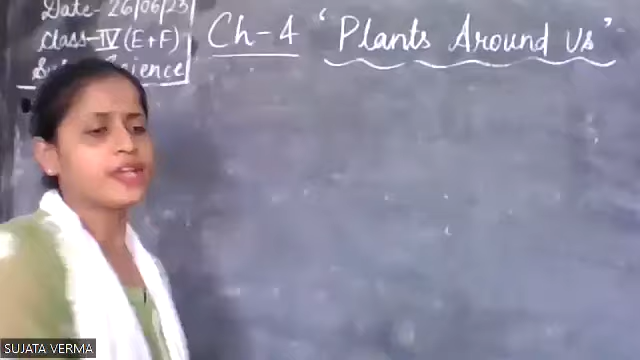 Date- 26/06/23
Class-IV (E+F)
Science
Ch-4 'Plants Around Us'
SUJATA VERMA